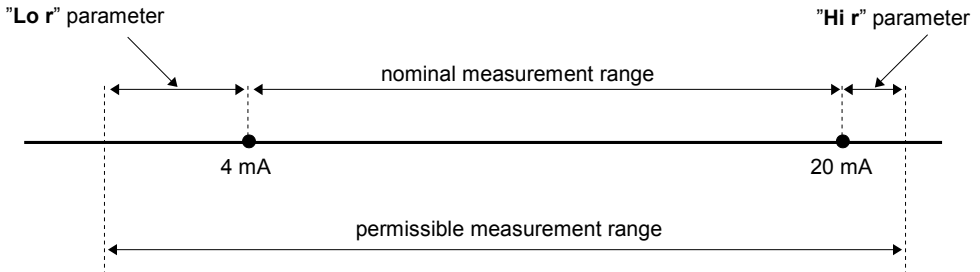 "Lo r" parameter
"Hi r" parameter
nominal measurement range
4 mA
20 mA
permissible measurement range